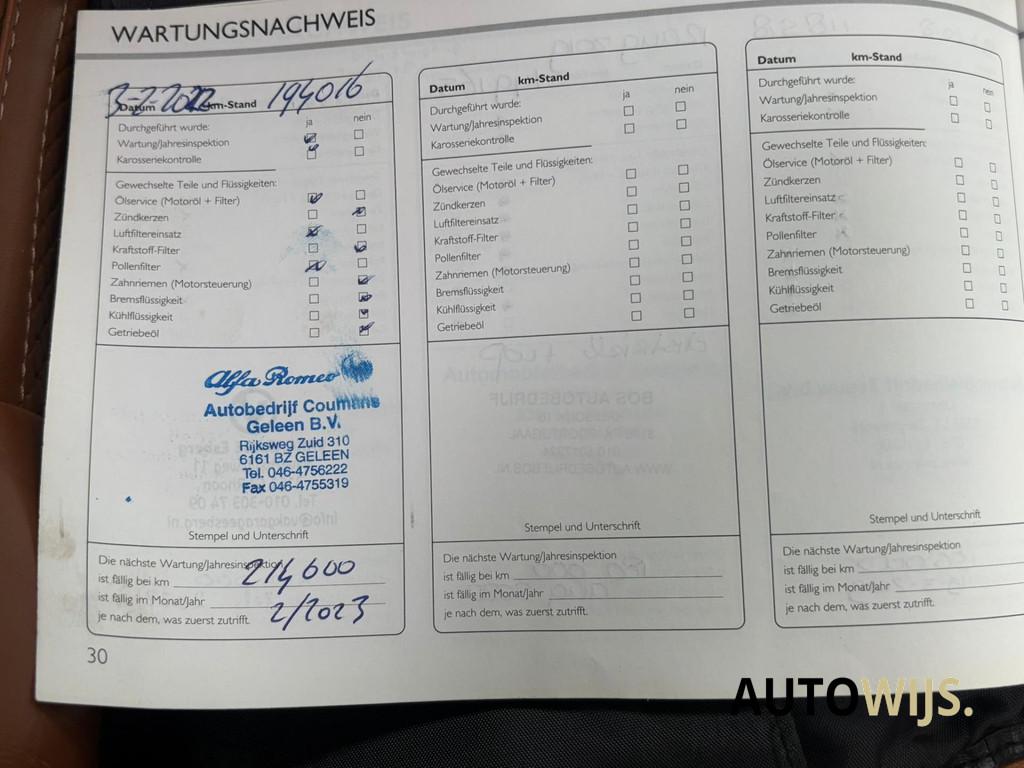 WARTUNGSNACHWEIS
3-2-2022 194016
Datum km-Stand
Durchgeführt wurde: ja nein
Wartung/Jahresinspektion
Karosseriekontrolle
Gewechselte Teile und Flüssigkeiten:
Ölservice (Motoröl + Filter)
Zündkerzen
Luftfiltereinsatz
Kraftstoff-Filter
Pollenfilter
Zahnriemen (Motorsteuerung)
Bremsflüssigkeit
Kühlflüssigkeit
Getriebeöl
Alfa Romeo
Autobedrijf Coumans
Geleen B.V.
Rijksweg Zuid 310
6161 BZ GELEEN
Tel. 046-4756222
Fax 046-4755319
Stempel und Unterschrift
Die nächste Wartung/Jahresinspektion
ist fällig bei km 214,000
ist fällig im Monat/Jahr 2/2023
je nach dem, was zuerst zutrifft.
30
Datum km-Stand
Durchgeführt wurde: ja nein
Wartung/Jahresinspektion
Karosseriekontrolle
Gewechselte Teile und Flüssigkeiten:
Ölservice (Motoröl + Filter)
Zündkerzen
Luftfiltereinsatz
Kraftstoff-Filter
Pollenfilter
Zahnriemen (Motorsteuerung)
Bremsflüssigkeit
Kühlflüssigkeit
Getriebeöl
Stempel und Unterschrift
Die nächste Wartung/Jahresinspektion
ist fällig bei km
ist fällig im Monat/Jahr
je nach dem, was zuerst zutrifft.
Datum km-Stand
Durchgeführt wurde: ja nein
Wartung/Jahresinspektion
Karosseriekontrolle
Gewechselte Teile und Flüssigkeiten:
Ölservice (Motoröl + Filter)
Zündkerzen
Luftfiltereinsatz
Kraftstoff-Filter
Pollenfilter
Zahnriemen (Motorsteuerung)
Bremsflüssigkeit
Kühlflüssigkeit
Getriebeöl
Stempel und Unterschrift
Die nächste Wartung/Jahresinspektion
ist fällig bei km
ist fällig im Monat/Jahr
je nach dem, was zuerst zutrifft.
AUTOWIJS.